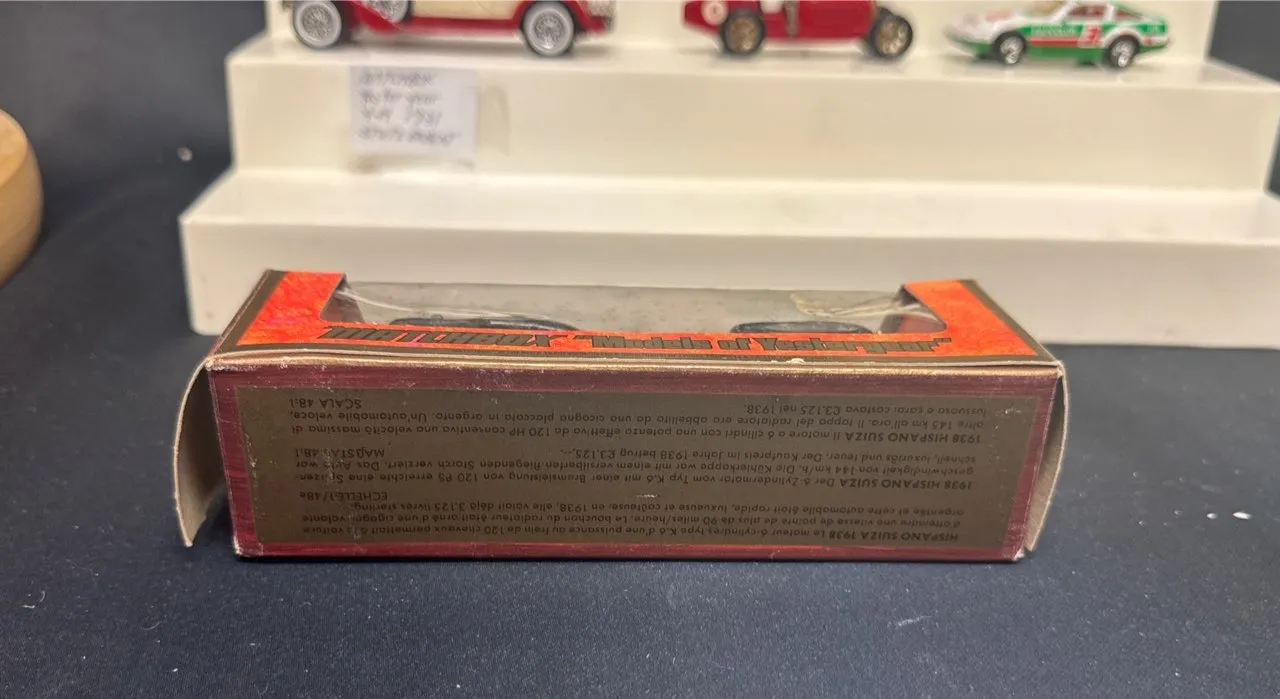 MATCHBOX "Models of Yesteryear"
HISPANO SUIZA 1938 Le moteur 6-cylindres type K.6 d'une puissance au frein de 120 chevaux permettait à la voiture
d'atteindre une vitesse de pointe de plus de 90 miles/heure. Le bouchon du radiateur était orné d'une cigogne volante
argentée et cette automobile était rapide, luxueuse et coûteuse, en 1938, elle valait déjà 3.125 livres sterling.
ECHELLE:1/48e
1938 HISPANO SUIZA Der 6-Zylindermotor vom Typ K.6. mit einer Bremsleistung von 120 PS erreichte eine Spitzen-
geschwindigkeit von 144 km/h. Die Kühlerkappe war mit einem versilberten fliegenden Storch verziert. Das Auto war
schnell, luxuriös und teuer. Der Kaufpreis im Jahre 1938 betrug £3.125.--. MAßSTAB 48:1
1938 HISPANO SUIZA Il motore a 6 cilindri con una potenza effettiva da 120 HP consentiva una velocità massima di
oltre 145 km all'ora. Il tappo del radiatore era abbellito da una cicogna placcata in argento. Un'automobile veloce,
lussuosa e cara: costava £3.125 nel 1938. SCALA 48:1
3